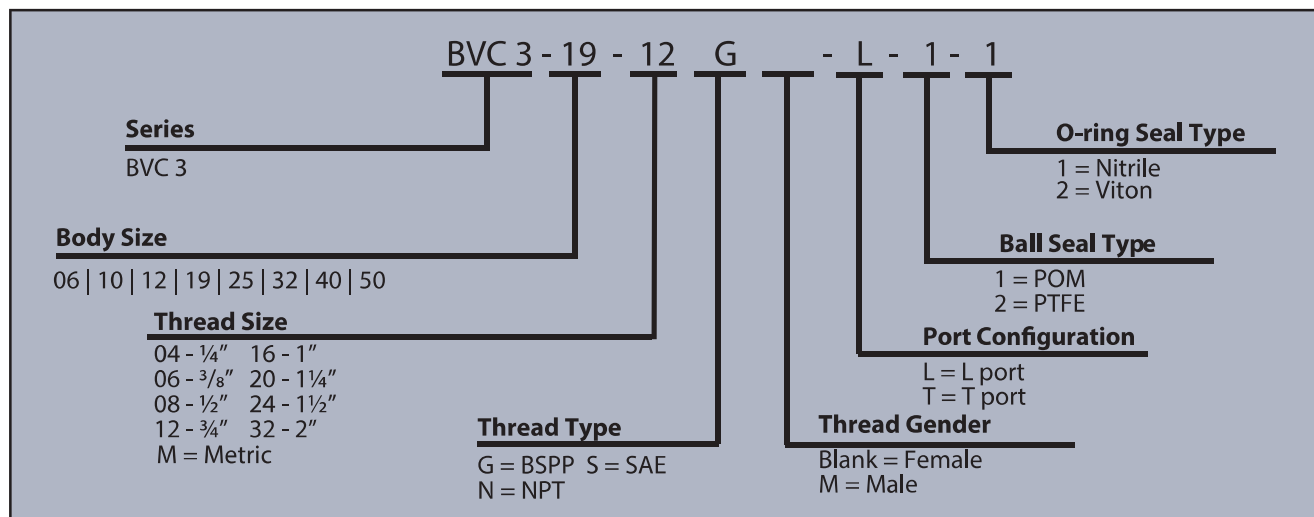 BVC 3 - 19 - 12 G - L - 1 - 1
Series
BVC 3
O-ring Seal Type
1 = Nitrile
2 = Viton
Body Size
06 | 10 | 12 | 19 | 25 | 32 | 40 | 50
Ball Seal Type
1 = POM
2 = PTFE
Thread Size
04 - ¼” 16 - 1”
06 - ³/₈” 20 - 1¼”
08 - ½” 24 - 1½”
12 - ¾” 32 - 2”
M = Metric
Port Configuration
L = L port
T = T port
Thread Type
G = BSPP S = SAE
N = NPT
Thread Gender
Blank = Female
M = Male